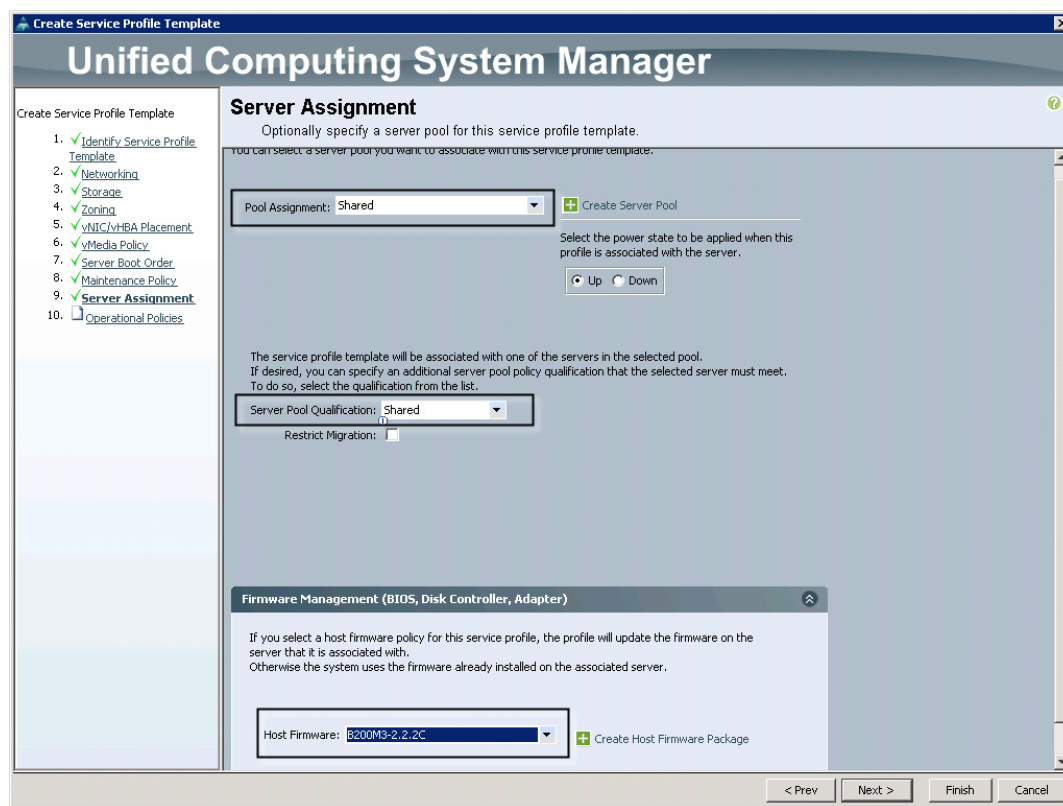 Create Service Profile Template
Unified Computing System Manager
Create Service Profile Template
1. Identify Service Profile
Template
2. Networking
3. Storage
4. Zoning
5. vNIC/vHBA Placement
6. vMedia Policy
7. Server Boot Order
8. Maintenance Policy
9. Server Assignment
10. Operational Policies
Server Assignment
Optionally specify a server pool for this service profile template.
You can select a server pool you want to associate with this service profile template.
Pool Assignment: Shared
Create Server Pool
Select the power state to be applied when this
profile is associated with the server.
Up Down
The service profile template will be associated with one of the servers in the selected pool.
If desired, you can specify an additional server pool policy qualification that the selected server must meet.
To do so, select the qualification from the list.
Server Pool Qualification: Shared
Restrict Migration:
Firmware Management (BIOS, Disk Controller, Adapter)
If you select a host firmware policy for this service profile, the profile will update the firmware on the
server that it is associated with.
Otherwise the system uses the firmware already installed on the associated server.
Host Firmware: B200M3-2.2.2C
Create Host Firmware Package
< Prev Next > Finish Cancel